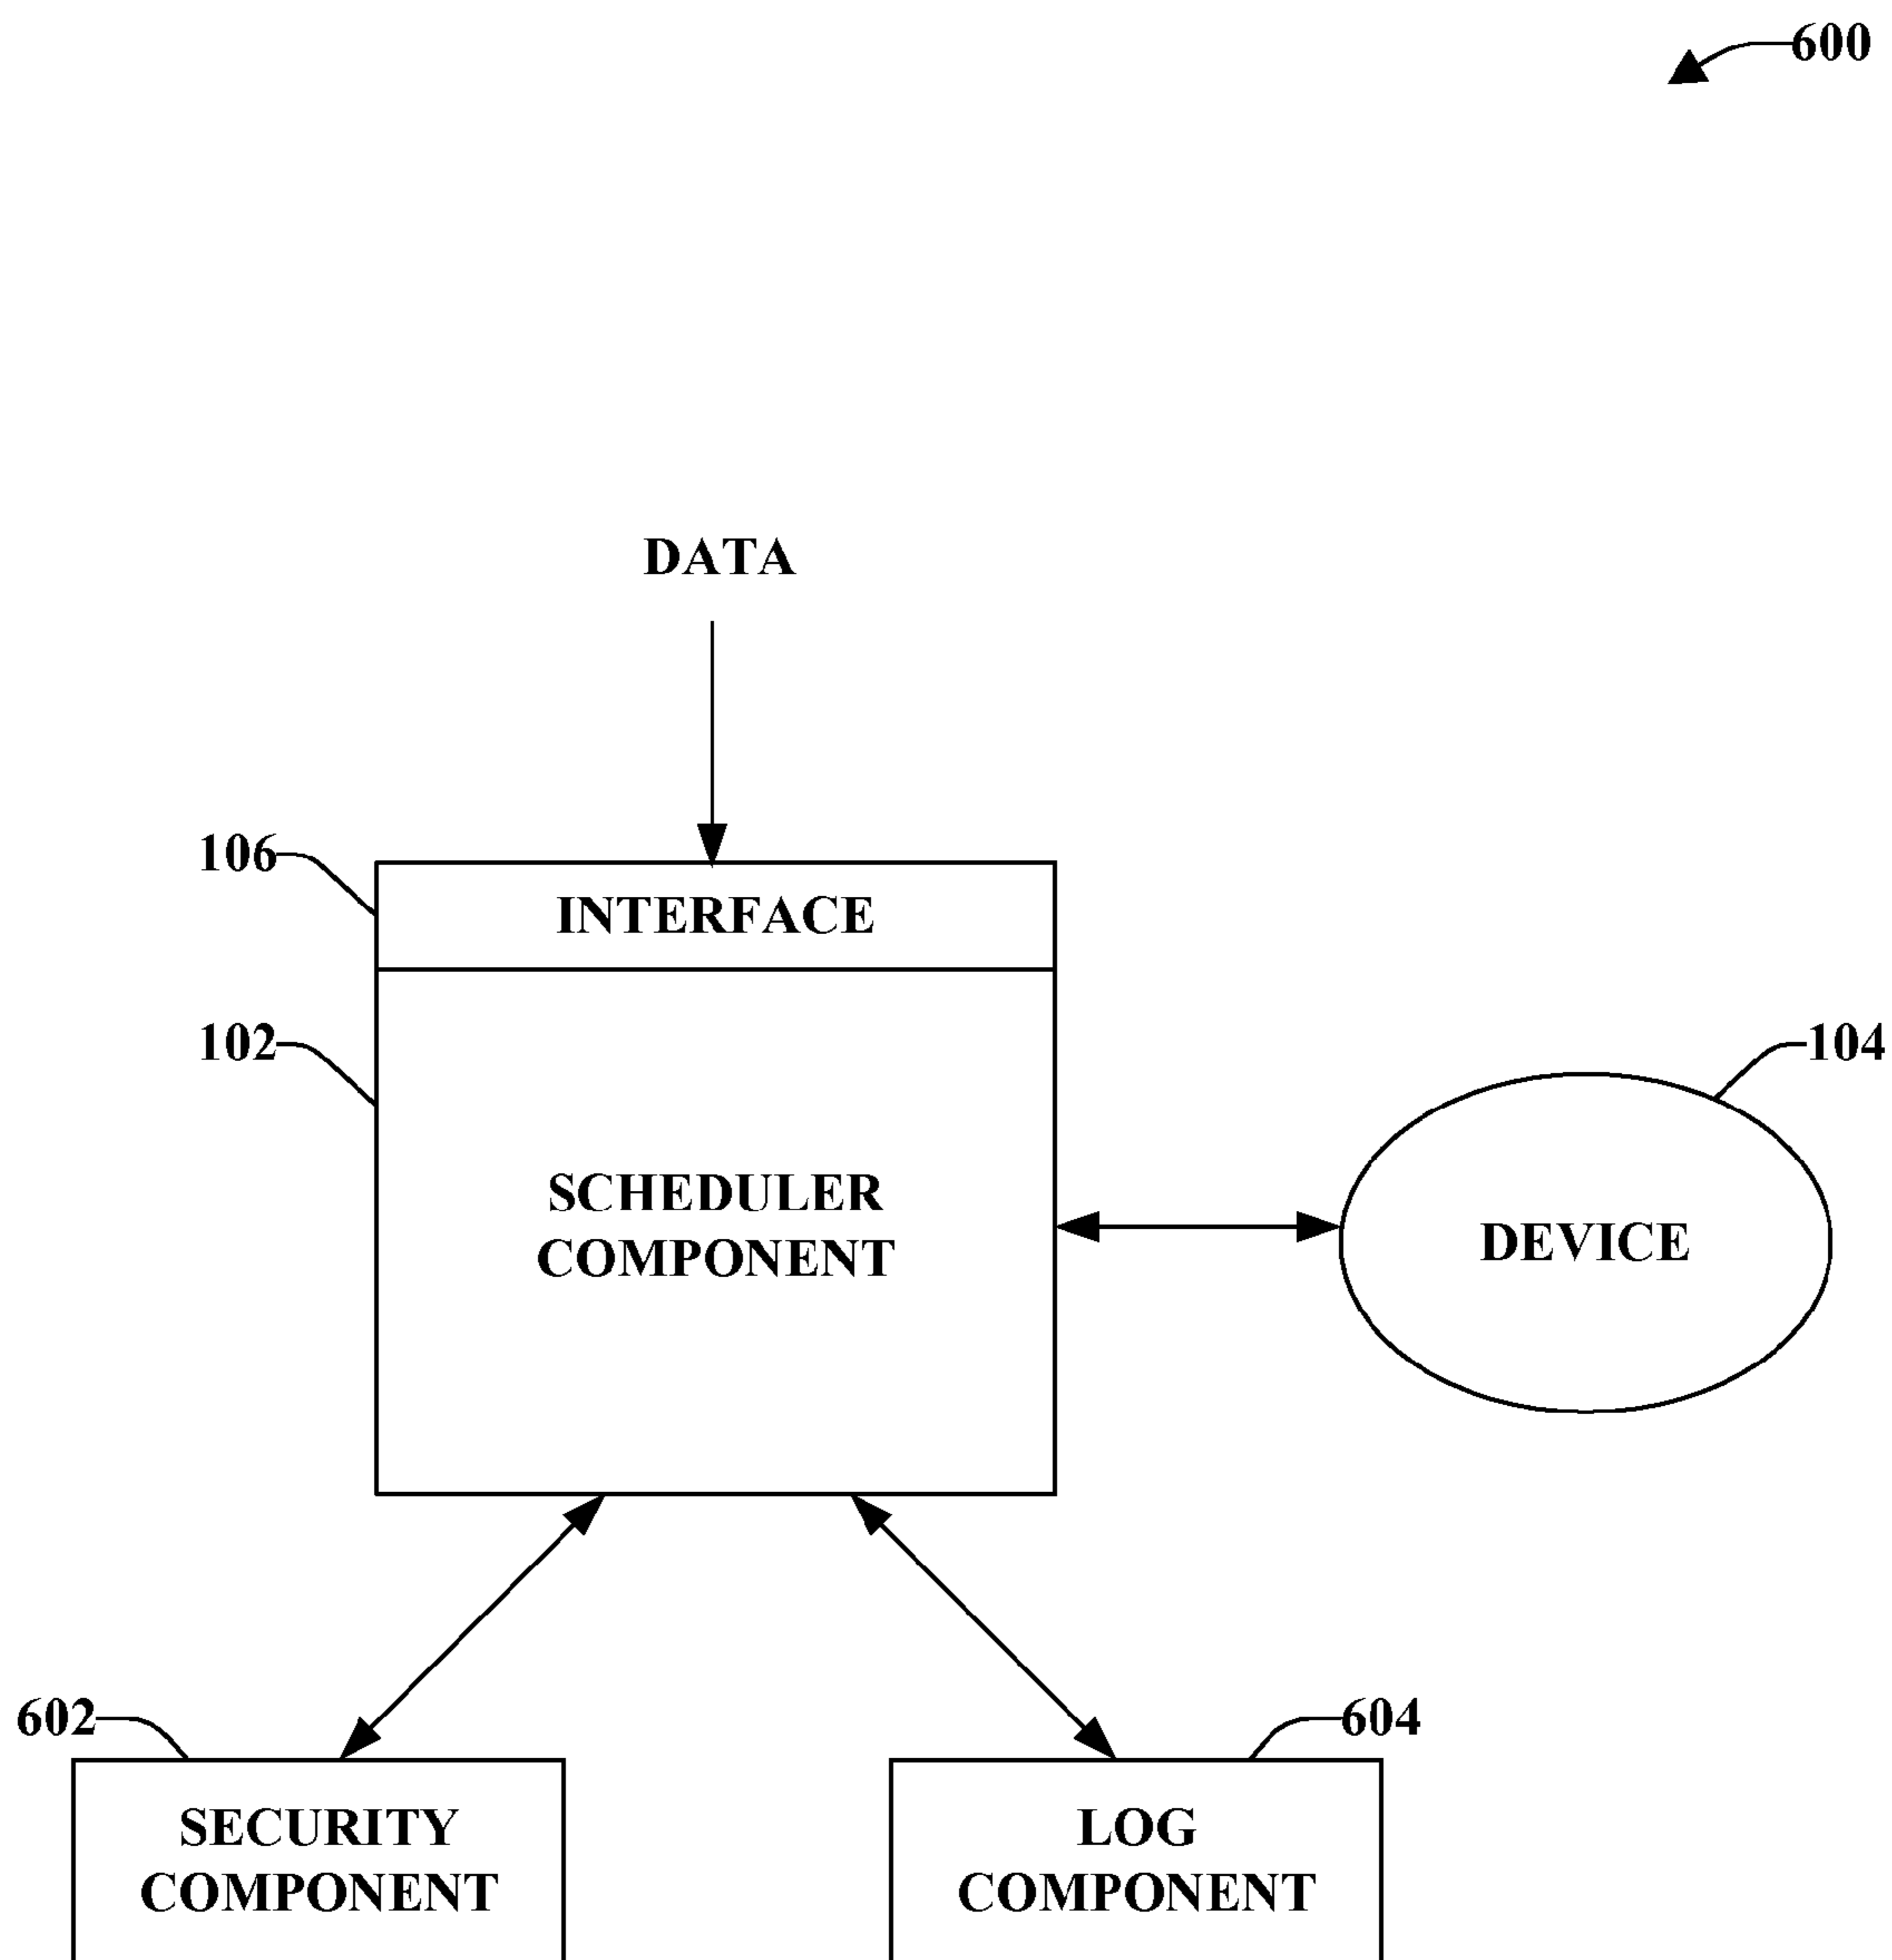 600
DATA
106
INTERFACE
102
104
SCHEDULER
COMPONENT
DEVICE
602
604
SECURITY
COMPONENT
LOG
COMPONENT